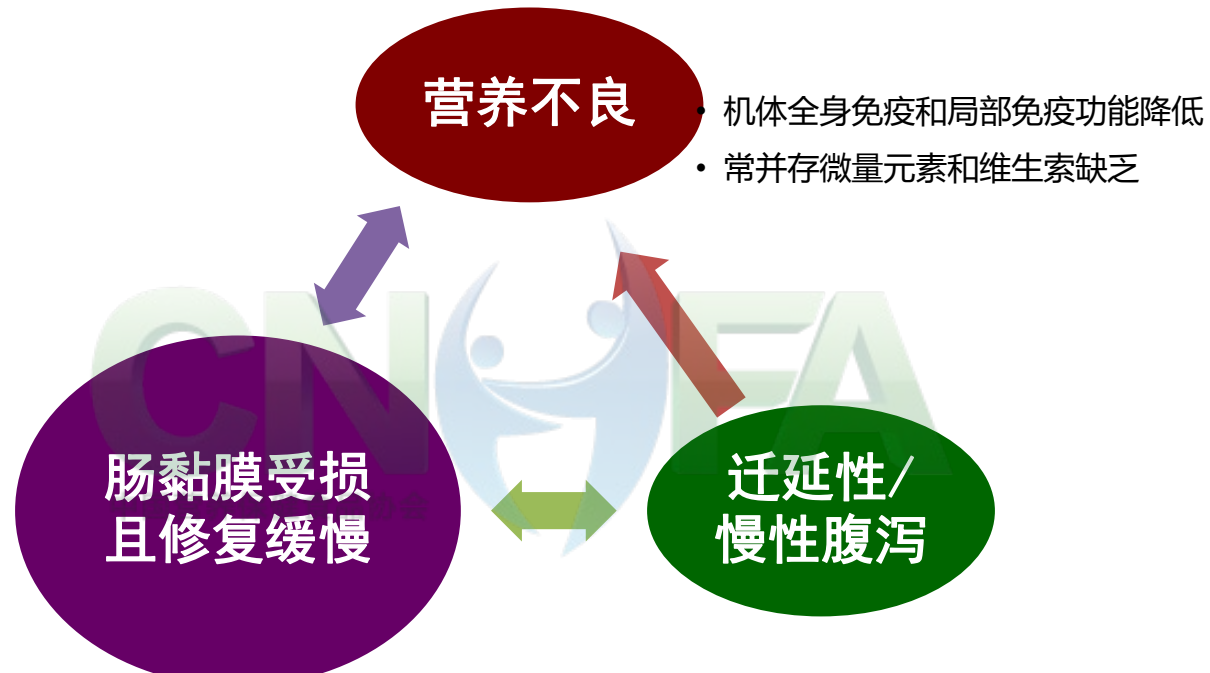 营养不良
• 机体全身免疫和局部免疫功能降低
• 常并存微量元素和维生索缺乏
CNHFA
肠黏膜受损
且修复缓慢
迁延性/
慢性腹泻